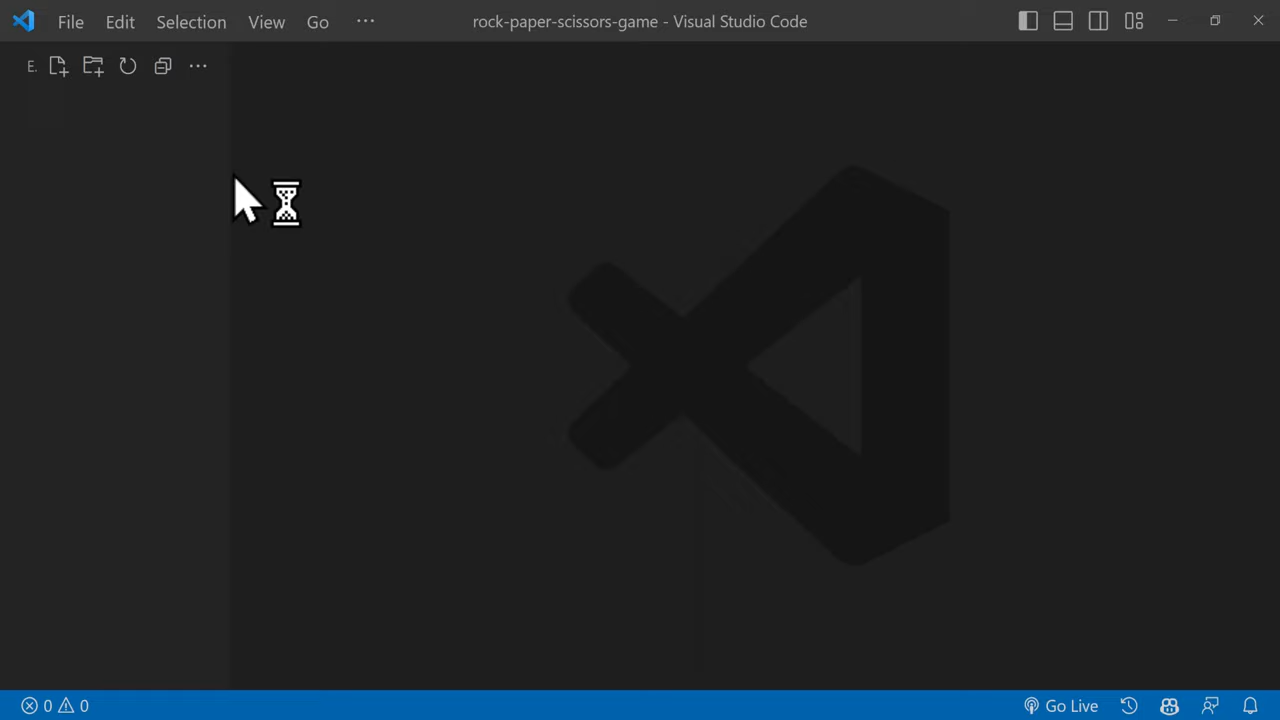 File Edit Selection View Go ··· rock-paper-scissors-game - Visual Studio Code
E.
0 0 Go Live